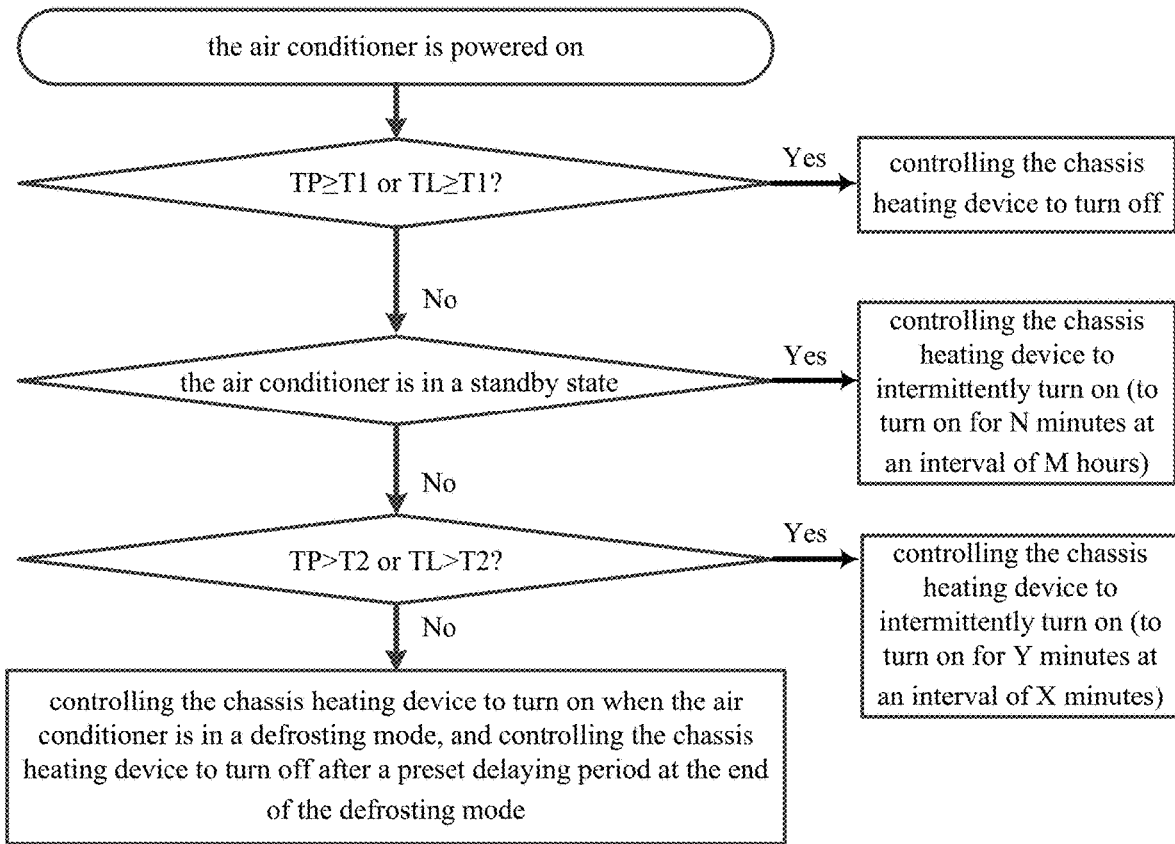 the air conditioner is powered on
TP≥T1 or TL≥T1?
Yes
controlling the chassis
heating device to turn off
No
the air conditioner is in a standby state
Yes
controlling the chassis
heating device to
intermittently turn on (to
turn on for N minutes at
an interval of M hours)
No
TP>T2 or TL>T2?
Yes
controlling the chassis
heating device to
intermittently turn on (to
turn on for Y minutes at
an interval of X minutes)
No
controlling the chassis heating device to turn on when the air
conditioner is in a defrosting mode, and controlling the chassis
heating device to turn off after a preset delaying period at the end
of the defrosting mode